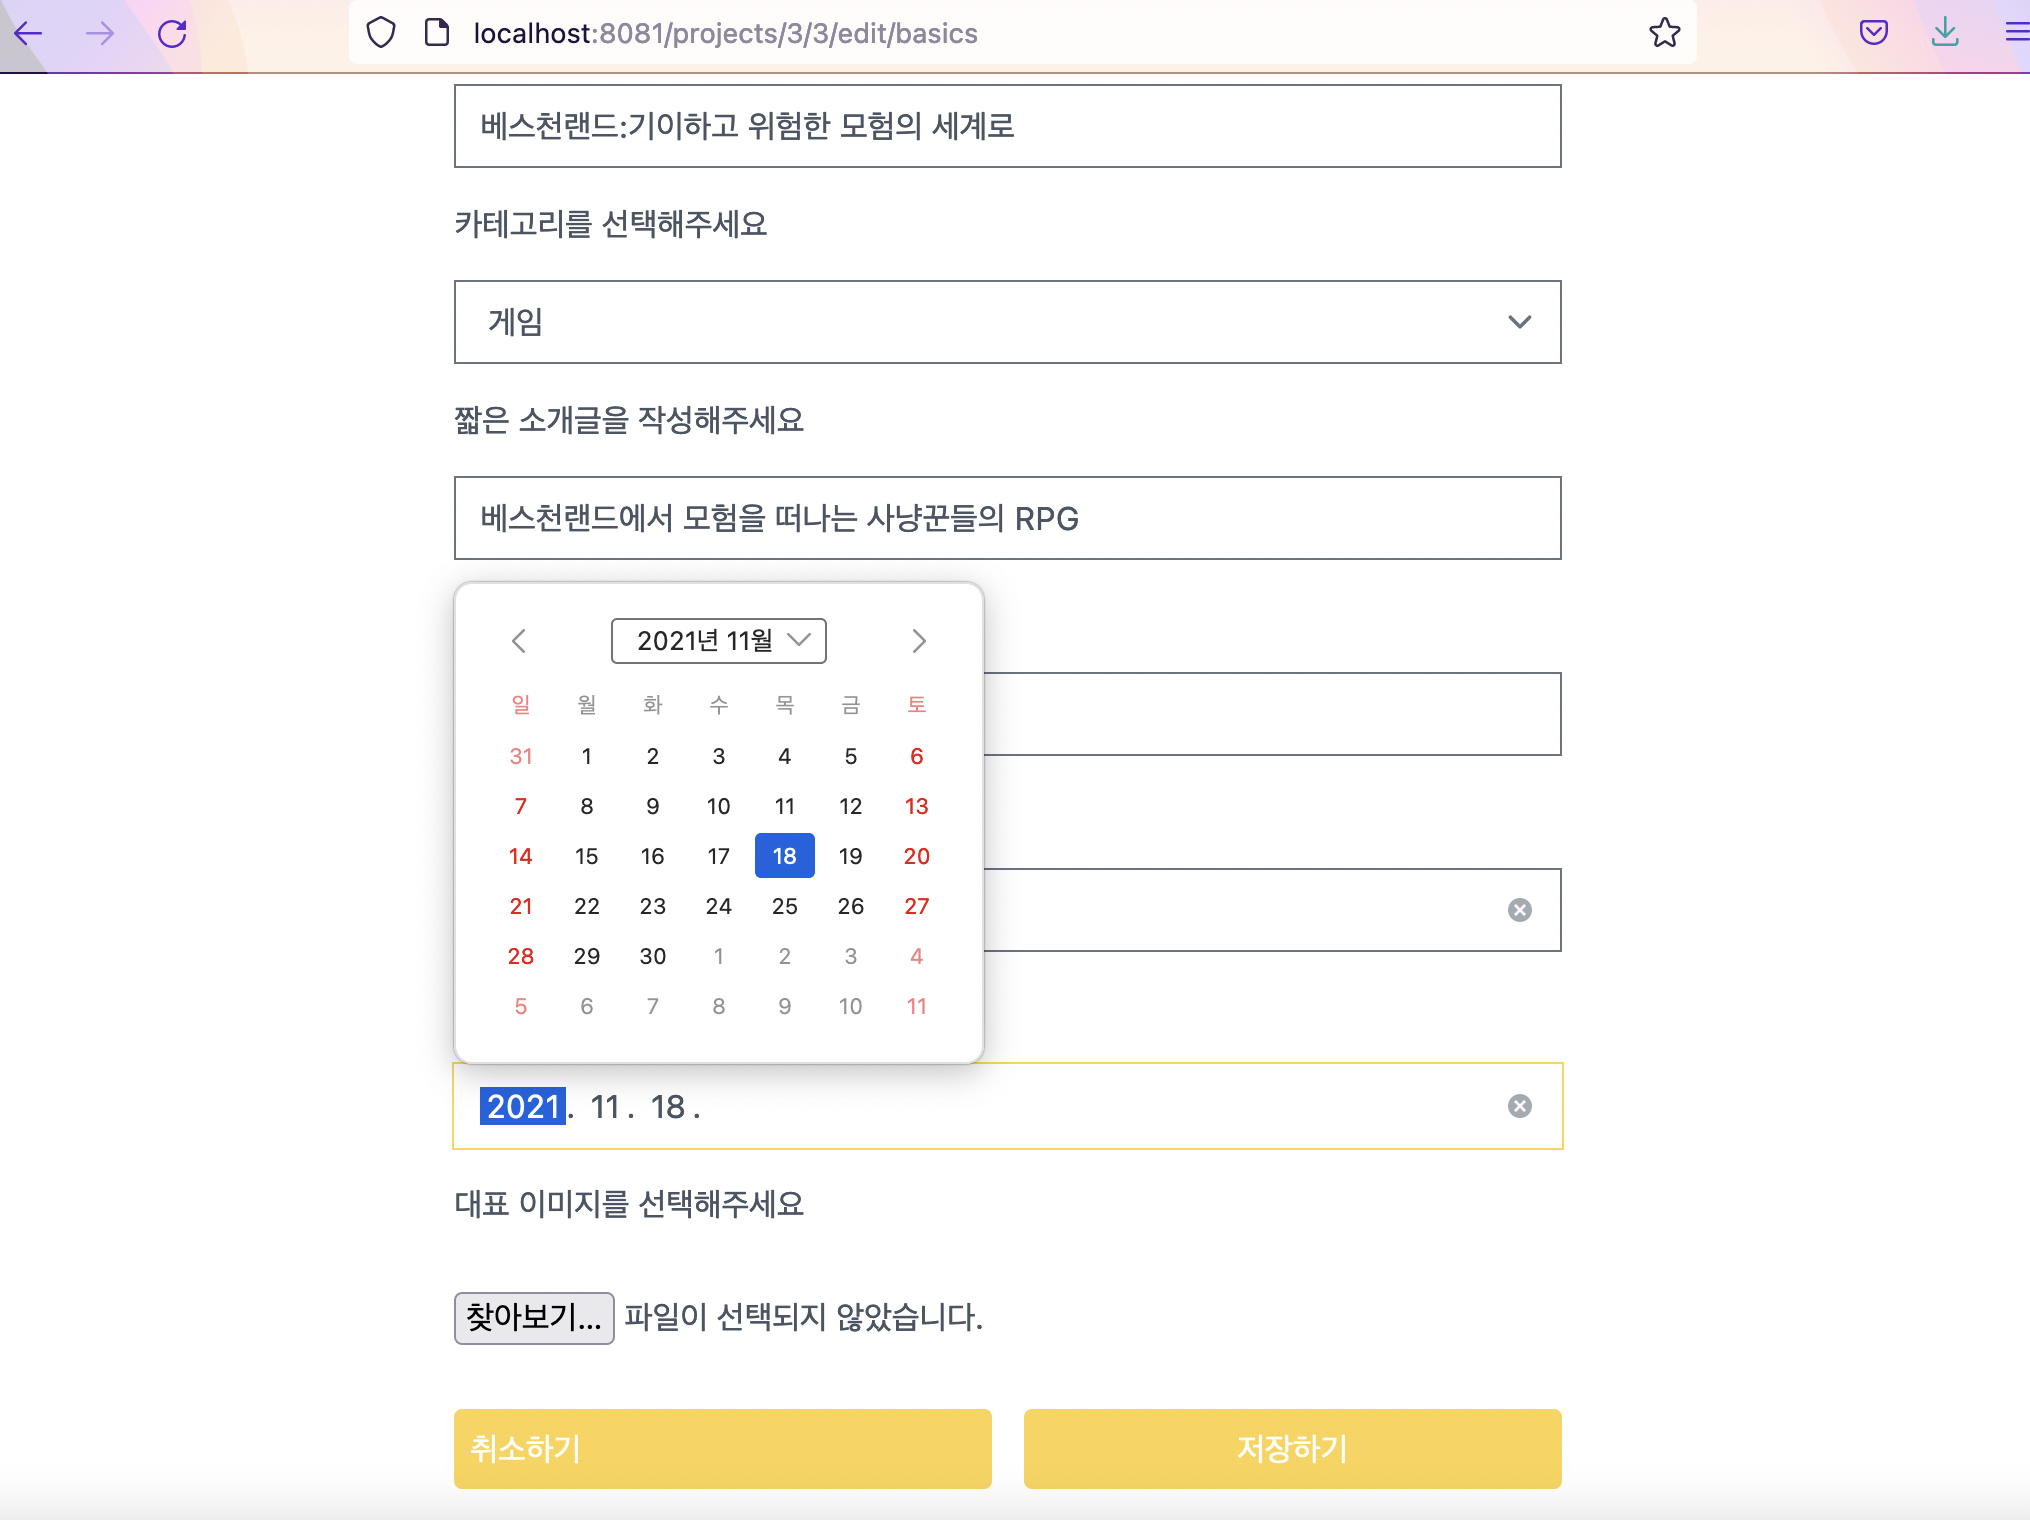 localhost:8081/projects/3/3/edit/basics
베스천랜드:기이하고 위험한 모험의 세계로
카테고리를 선택해주세요
게임
짧은 소개글을 작성해주세요
베스천랜드에서 모험을 떠나는 사냥꾼들의 RPG
2021년 11월
일 월 화 수 목 금 토
31 1 2 3 4 5 6
7 8 9 10 11 12 13
14 15 16 17 18 19 20
21 22 23 24 25 26 27
28 29 30 1 2 3 4
5 6 7 8 9 10 11
2021. 11. 18.
대표 이미지를 선택해주세요
찾아보기... 파일이 선택되지 않았습니다.
취소하기 저장하기